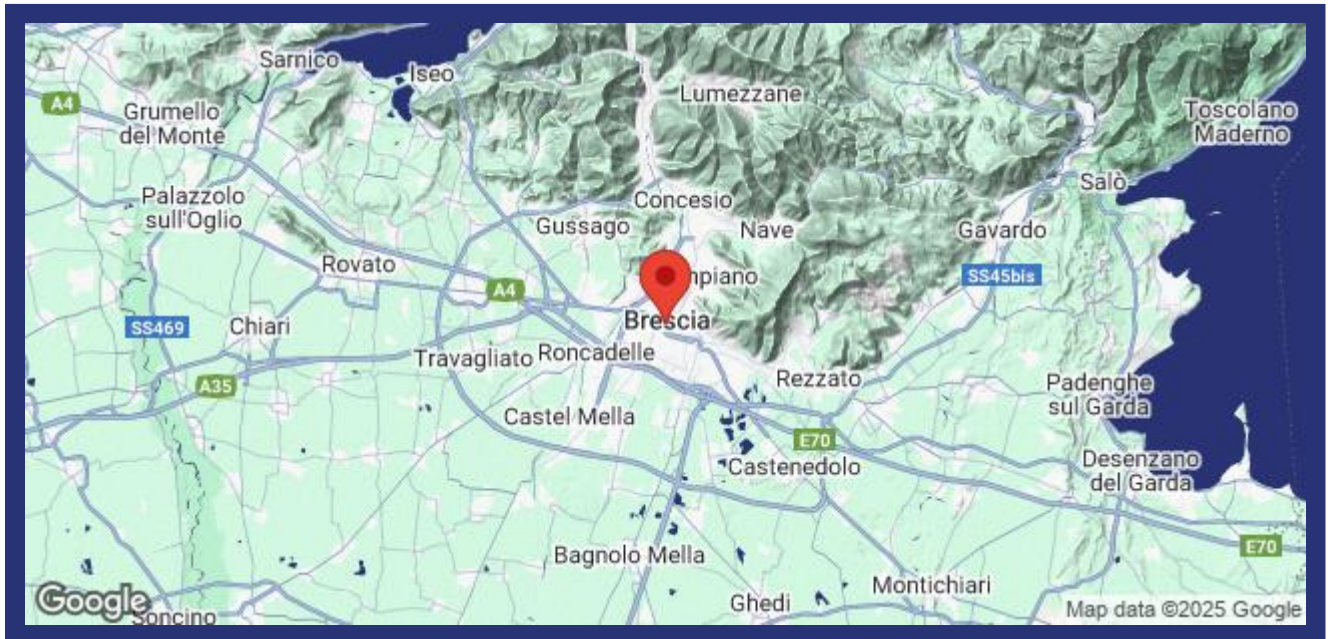 Sarnico
Iseo
A4
Lumezzane
Grumello
del Monte
Toscolano
Maderno
Palazzolo
sull'Oglio
Salò
Concesio
Gussago
Nave
Gavardo
Rovato
mpiano
SS45bis
A4
SS469
Chiari
Brescia
Travagliato
Roncadelle
A35
Rezzato
Padenghe
sul Garda
Castel Mella
E70
Castenedolo
Desenzano
del Garda
Bagnolo Mella
E70
Montichiari
Google
Ghedi
Map data ©2025 Google
Soncino